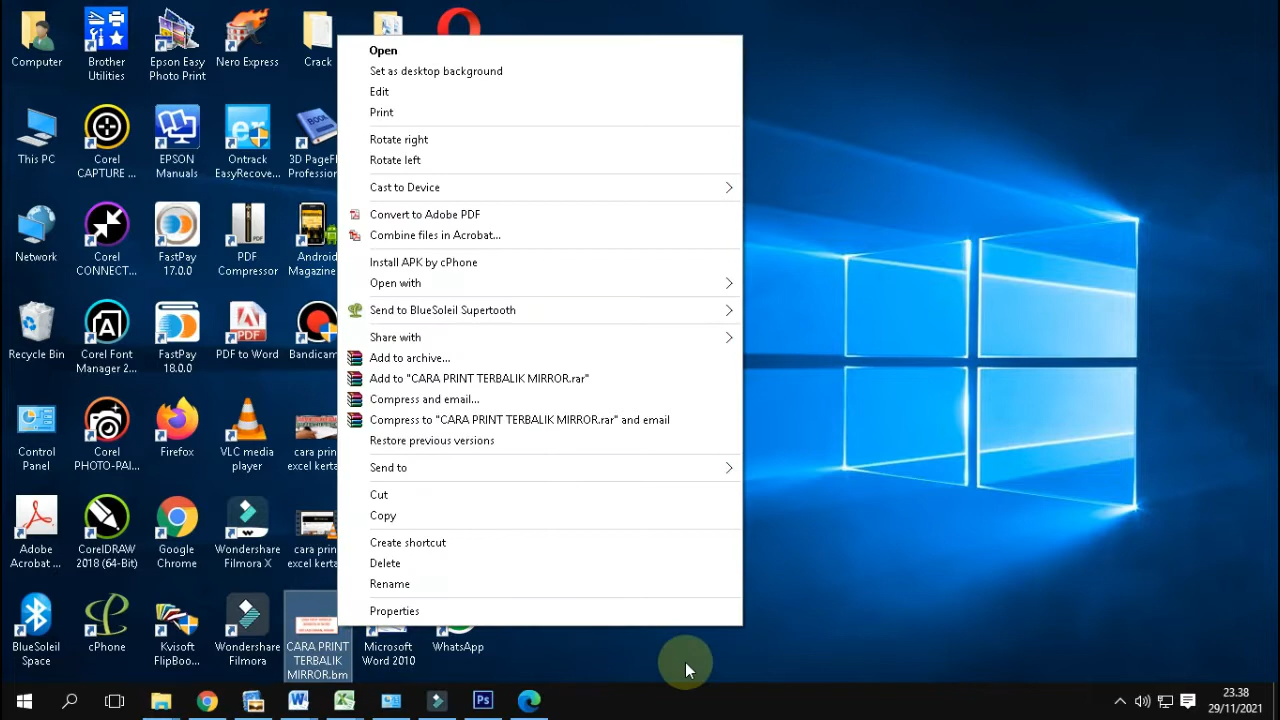 Computer
Brother
Utilities
Epson Easy
Photo Print
Nero Express
Crack
This PC
Corel
CAPTURE ...
EPSON
Manuals
Ontrack
EasyRecove...
3D PageFl
Profession
Network
Corel
CONNECT...
FastPay
17.0.0
PDF
Compressor
Android
Magazine
Recycle Bin
Corel Font
Manager 2...
FastPay
18.0.0
PDF to Word
Bandicam
Control
Panel
Corel
PHOTO-PAI...
Firefox
VLC media
player
cara prin
excel kerta
Adobe
Acrobat ...
CorelDRAW
2018 (64-Bit)
Google
Chrome
Wondershare
Filmora X
cara prin
excel kerta
BlueSoleil
Space
cPhone
Kvisoft
FlipBoo...
Wondershare
Filmora
CARA PRINT
TERBALIK
MIRROR.bm
Microsoft
Word 2010
WhatsApp
Open
Set as desktop background
Edit
Print
Rotate right
Rotate left
Cast to Device
Convert to Adobe PDF
Combine files in Acrobat...
Install APK by cPhone
Open with
Send to BlueSoleil Supertooth
Share with
Add to archive...
Add to "CARA PRINT TERBALIK MIRROR.rar"
Compress and email...
Compress to "CARA PRINT TERBALIK MIRROR.rar" and email
Restore previous versions
Send to
Cut
Copy
Create shortcut
Delete
Rename
Properties
23.38
29/11/2021